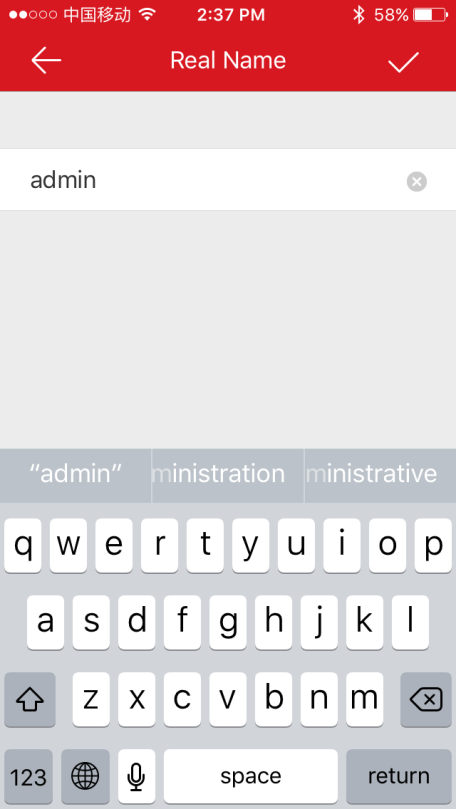 中国移动 2:37 PM 58%
Real Name
admin
“admin” ministration ministrative
q w e r t y u i o p
a s d f g h j k l
z x c v b n m
123 space return